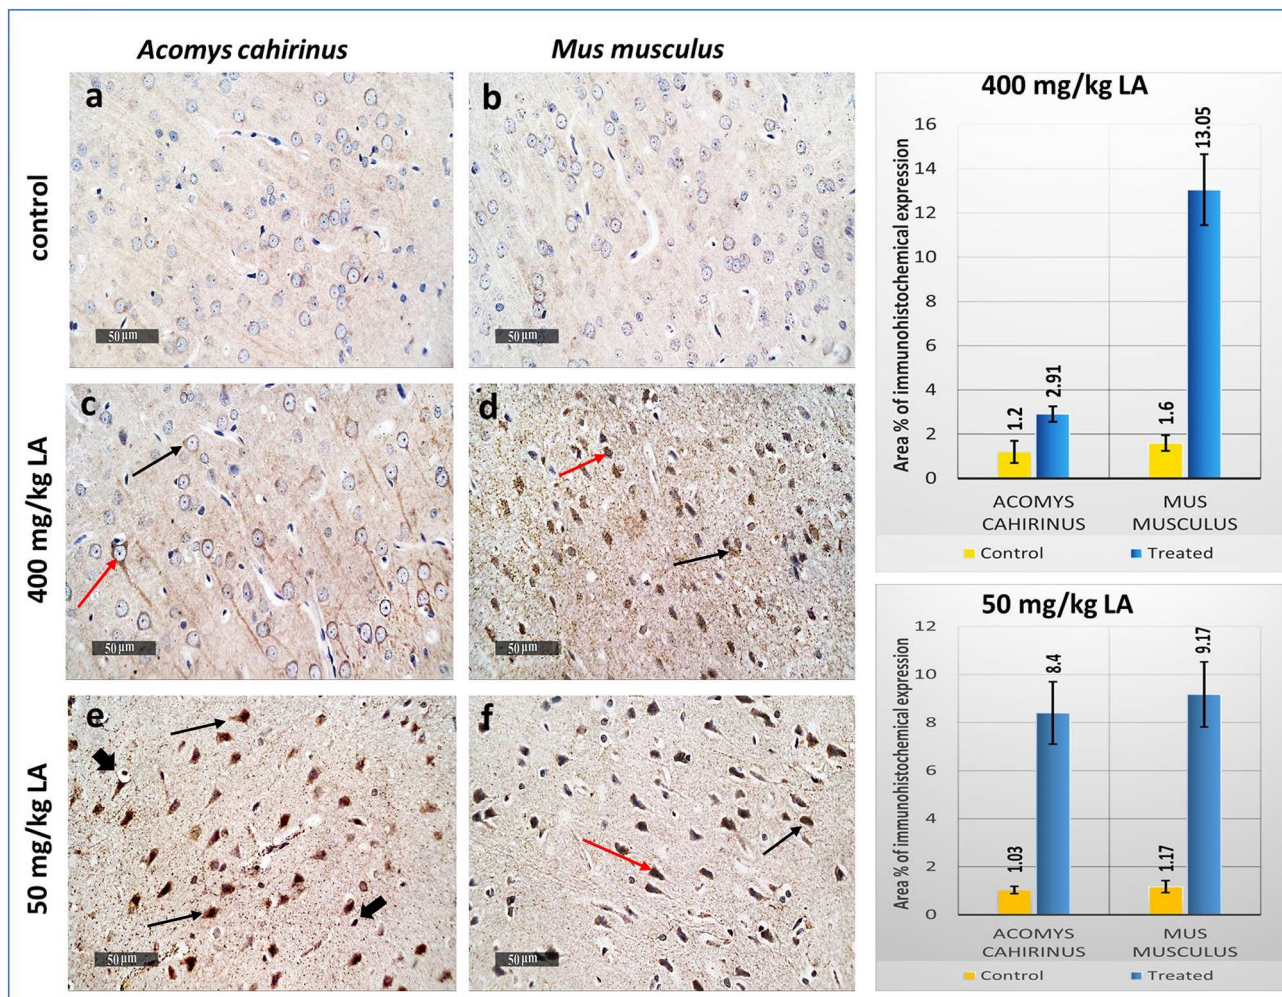 Acomys cahirinus
Mus musculus
control
a
50 µm
b
50 µm
400 mg/kg LA
c
50 µm
d
50 µm
50 mg/kg LA
e
50 µm
f
50 µm
400 mg/kg LA
Area % of immunohistochemical expression
16
14
12
10
8
6
4
2
0
1.2
2.91
1.6
13.05
ACOMYS
CAHIRINUS
MUS
MUSCULUS
Control
Treated
50 mg/kg LA
Area % of immunohistochemical expression
12
10
8
6
4
2
0
1.03
8.4
1.17
9.17
ACOMYS
CAHIRINUS
MUS
MUSCULUS
Control
Treated